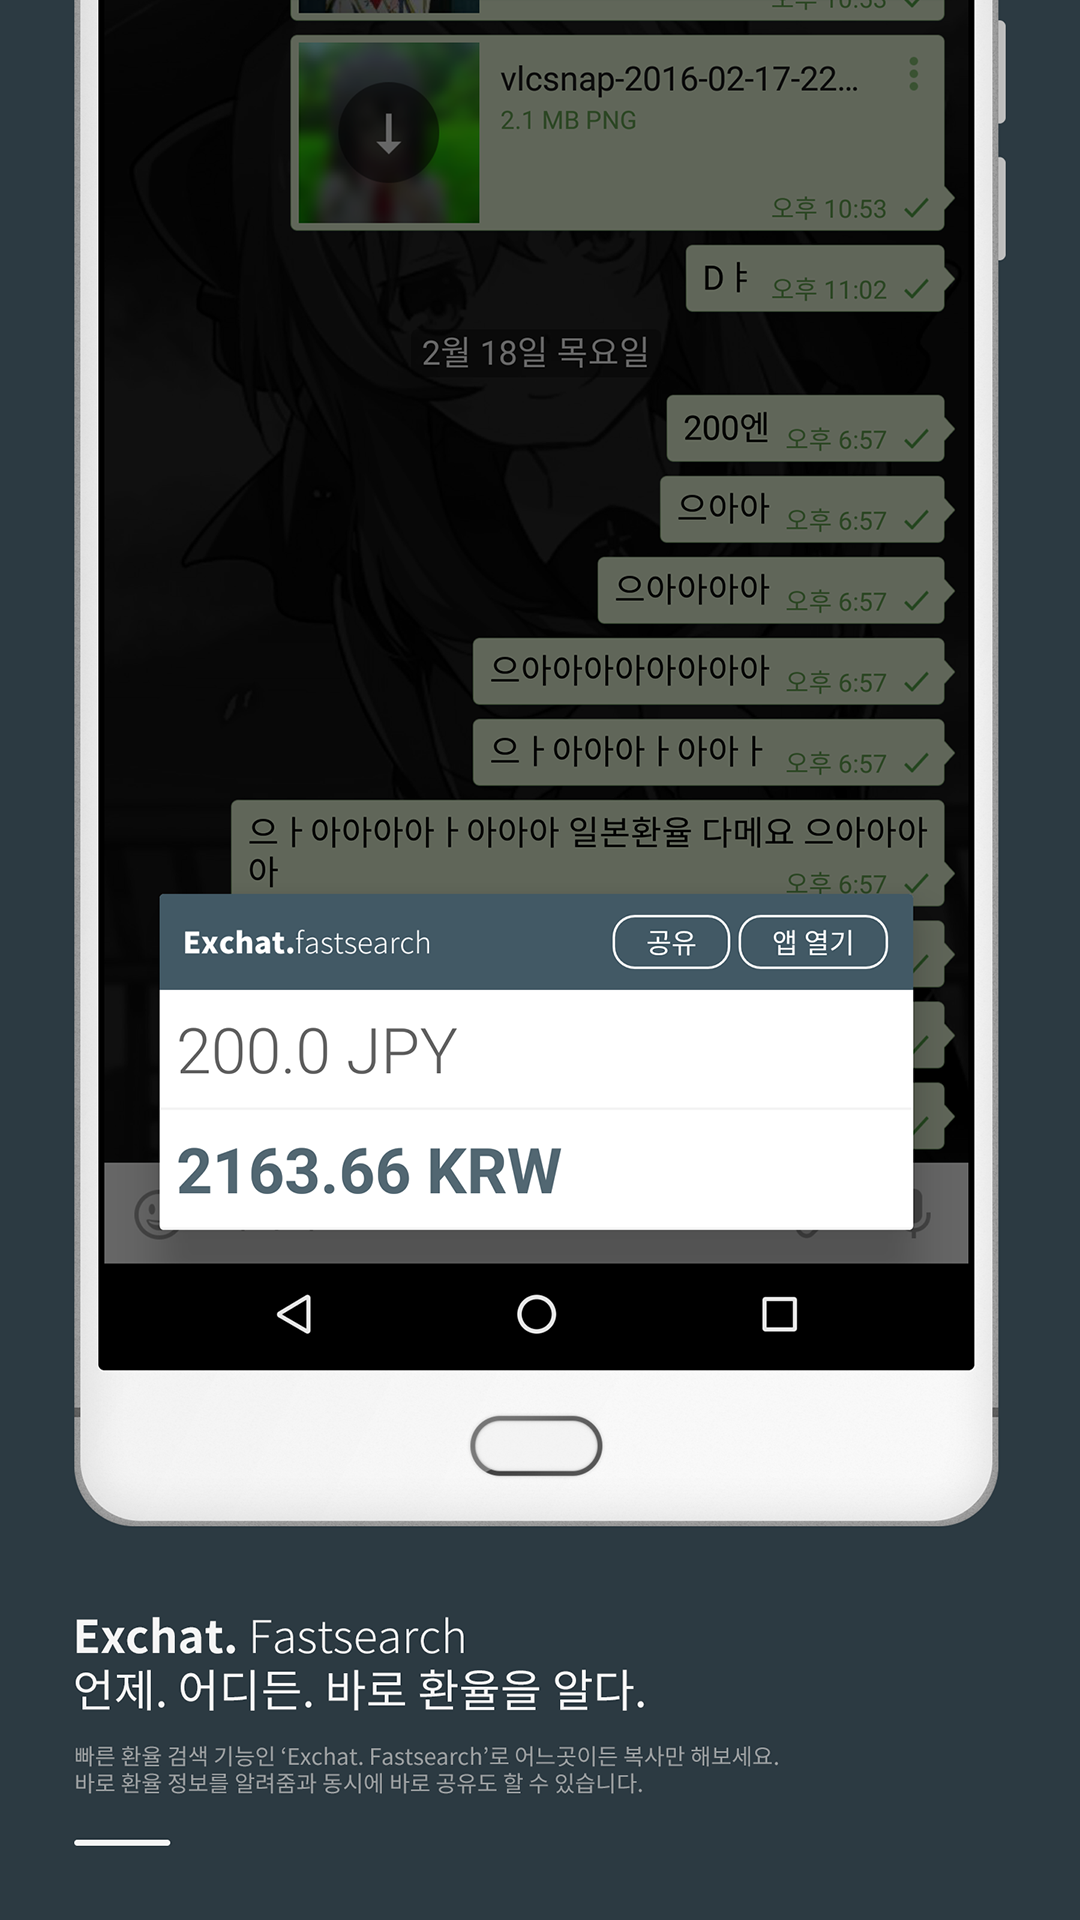 오후 10:53
vlcsnap-2016-02-17-22...
2.1 MB PNG
오후 10:53
Dㅑ
오후 11:02
2월 18일 목요일
200엔
오후 6:57
으아아
오후 6:57
으아아아아
오후 6:57
으아아아아아아아아
오후 6:57
으ㅏ아아아ㅏ아아ㅏ
오후 6:57
으ㅏ아아아아ㅏ아아아 일본환율 다메요 으아아아
아
오후 6:57
Exchat.fastsearch
공유
앱 열기
200.0 JPY
2163.66 KRW
Exchat. Fastsearch
언제. 어디든. 바로 환율을 알다.
빠른 환율 검색 기능인 ‘Exchat. Fastsearch’로 어느곳이든 복사만 해보세요.
바로 환율 정보를 알려줌과 동시에 바로 공유도 할 수 있습니다.